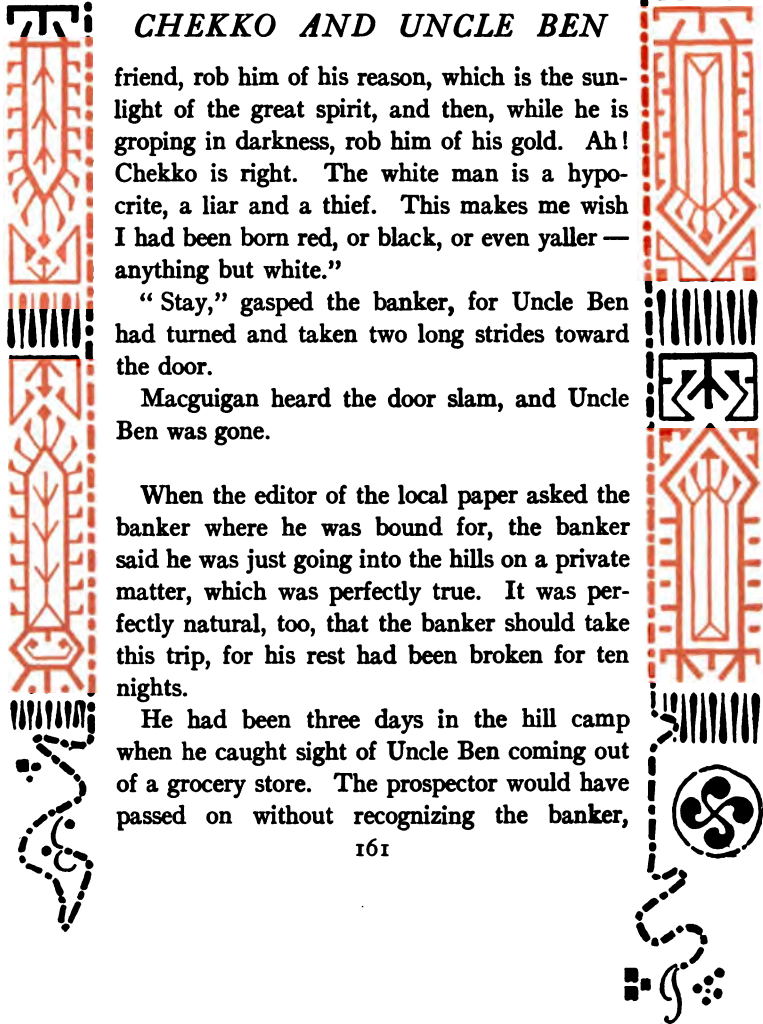 CHEKKO AND UNCLE BEN
friend, rob him of his reason, which is the sun-
light of the great spirit, and then, while he is
groping in darkness, rob him of his gold. Ah!
Chekko is right. The white man is a hypo-
crite, a liar and a thief. This makes me wish
I had been born red, or black, or even yaller —
anything but white.”
“ Stay,” gasped the banker, for Uncle Ben
had turned and taken two long strides toward
the door.
Macguigan heard the door slam, and Uncle
Ben was gone.
When the editor of the local paper asked the
banker where he was bound for, the banker
said he was just going into the hills on a private
matter, which was perfectly true. It was per-
fectly natural, too, that the banker should take
this trip, for his rest had been broken for ten
nights.
He had been three days in the hill camp
when he caught sight of Uncle Ben coming out
of a grocery store. The prospector would have
passed on without recognizing the banker,
161